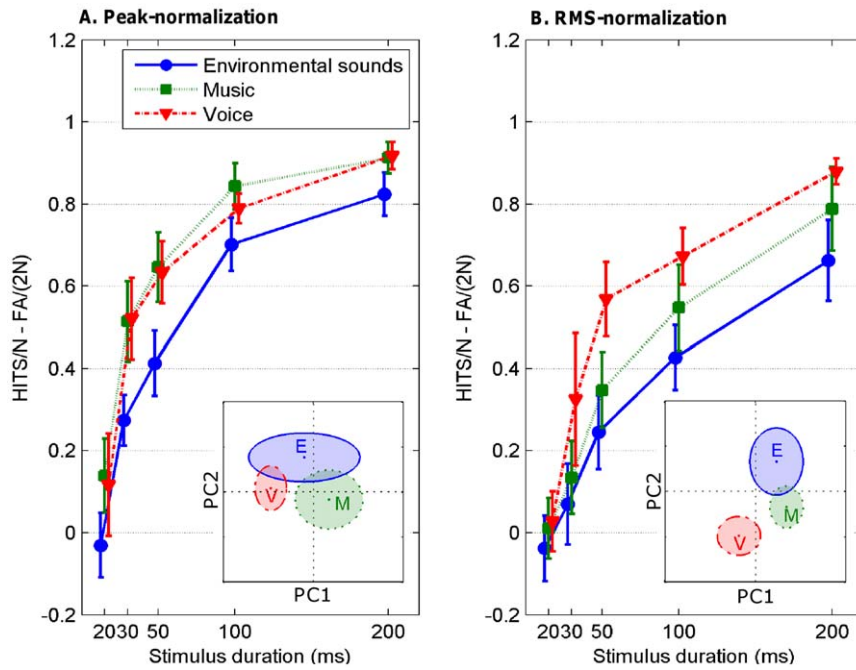 A. Peak-normalization
B. RMS-normalization
1.2
1
0.8
0.6
0.4
0.2
0
-0.2
HITS/N - FA/(2N)
Environmental sounds
Music
Voice
E
V
M
PC2
PC1
2030 50 100 200
Stimulus duration (ms)
1.2
1
0.8
0.6
0.4
0.2
0
-0.2
HITS/N - FA/(2N)
E
M
V
PC2
PC1
2030 50 100 200
Stimulus duration (ms)